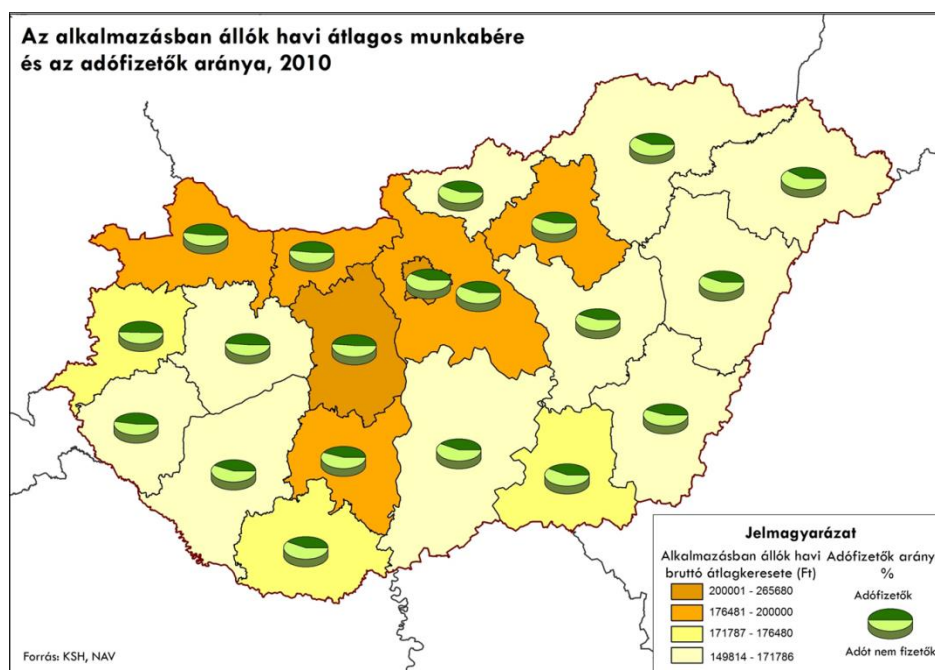 Az alkalmazásban állók havi átlagos munkabére
és az adófizetők aránya, 2010
Jelmagyarázat
Alkalmazásban állók havi
bruttó átlagkeresete (Ft)
200001 - 265680
176481 - 200000
171787 - 176480
149814 - 171786
Adófizetők arány
%
Adófizetők
Adót nem fizetők
Forrás: KSH, NAV